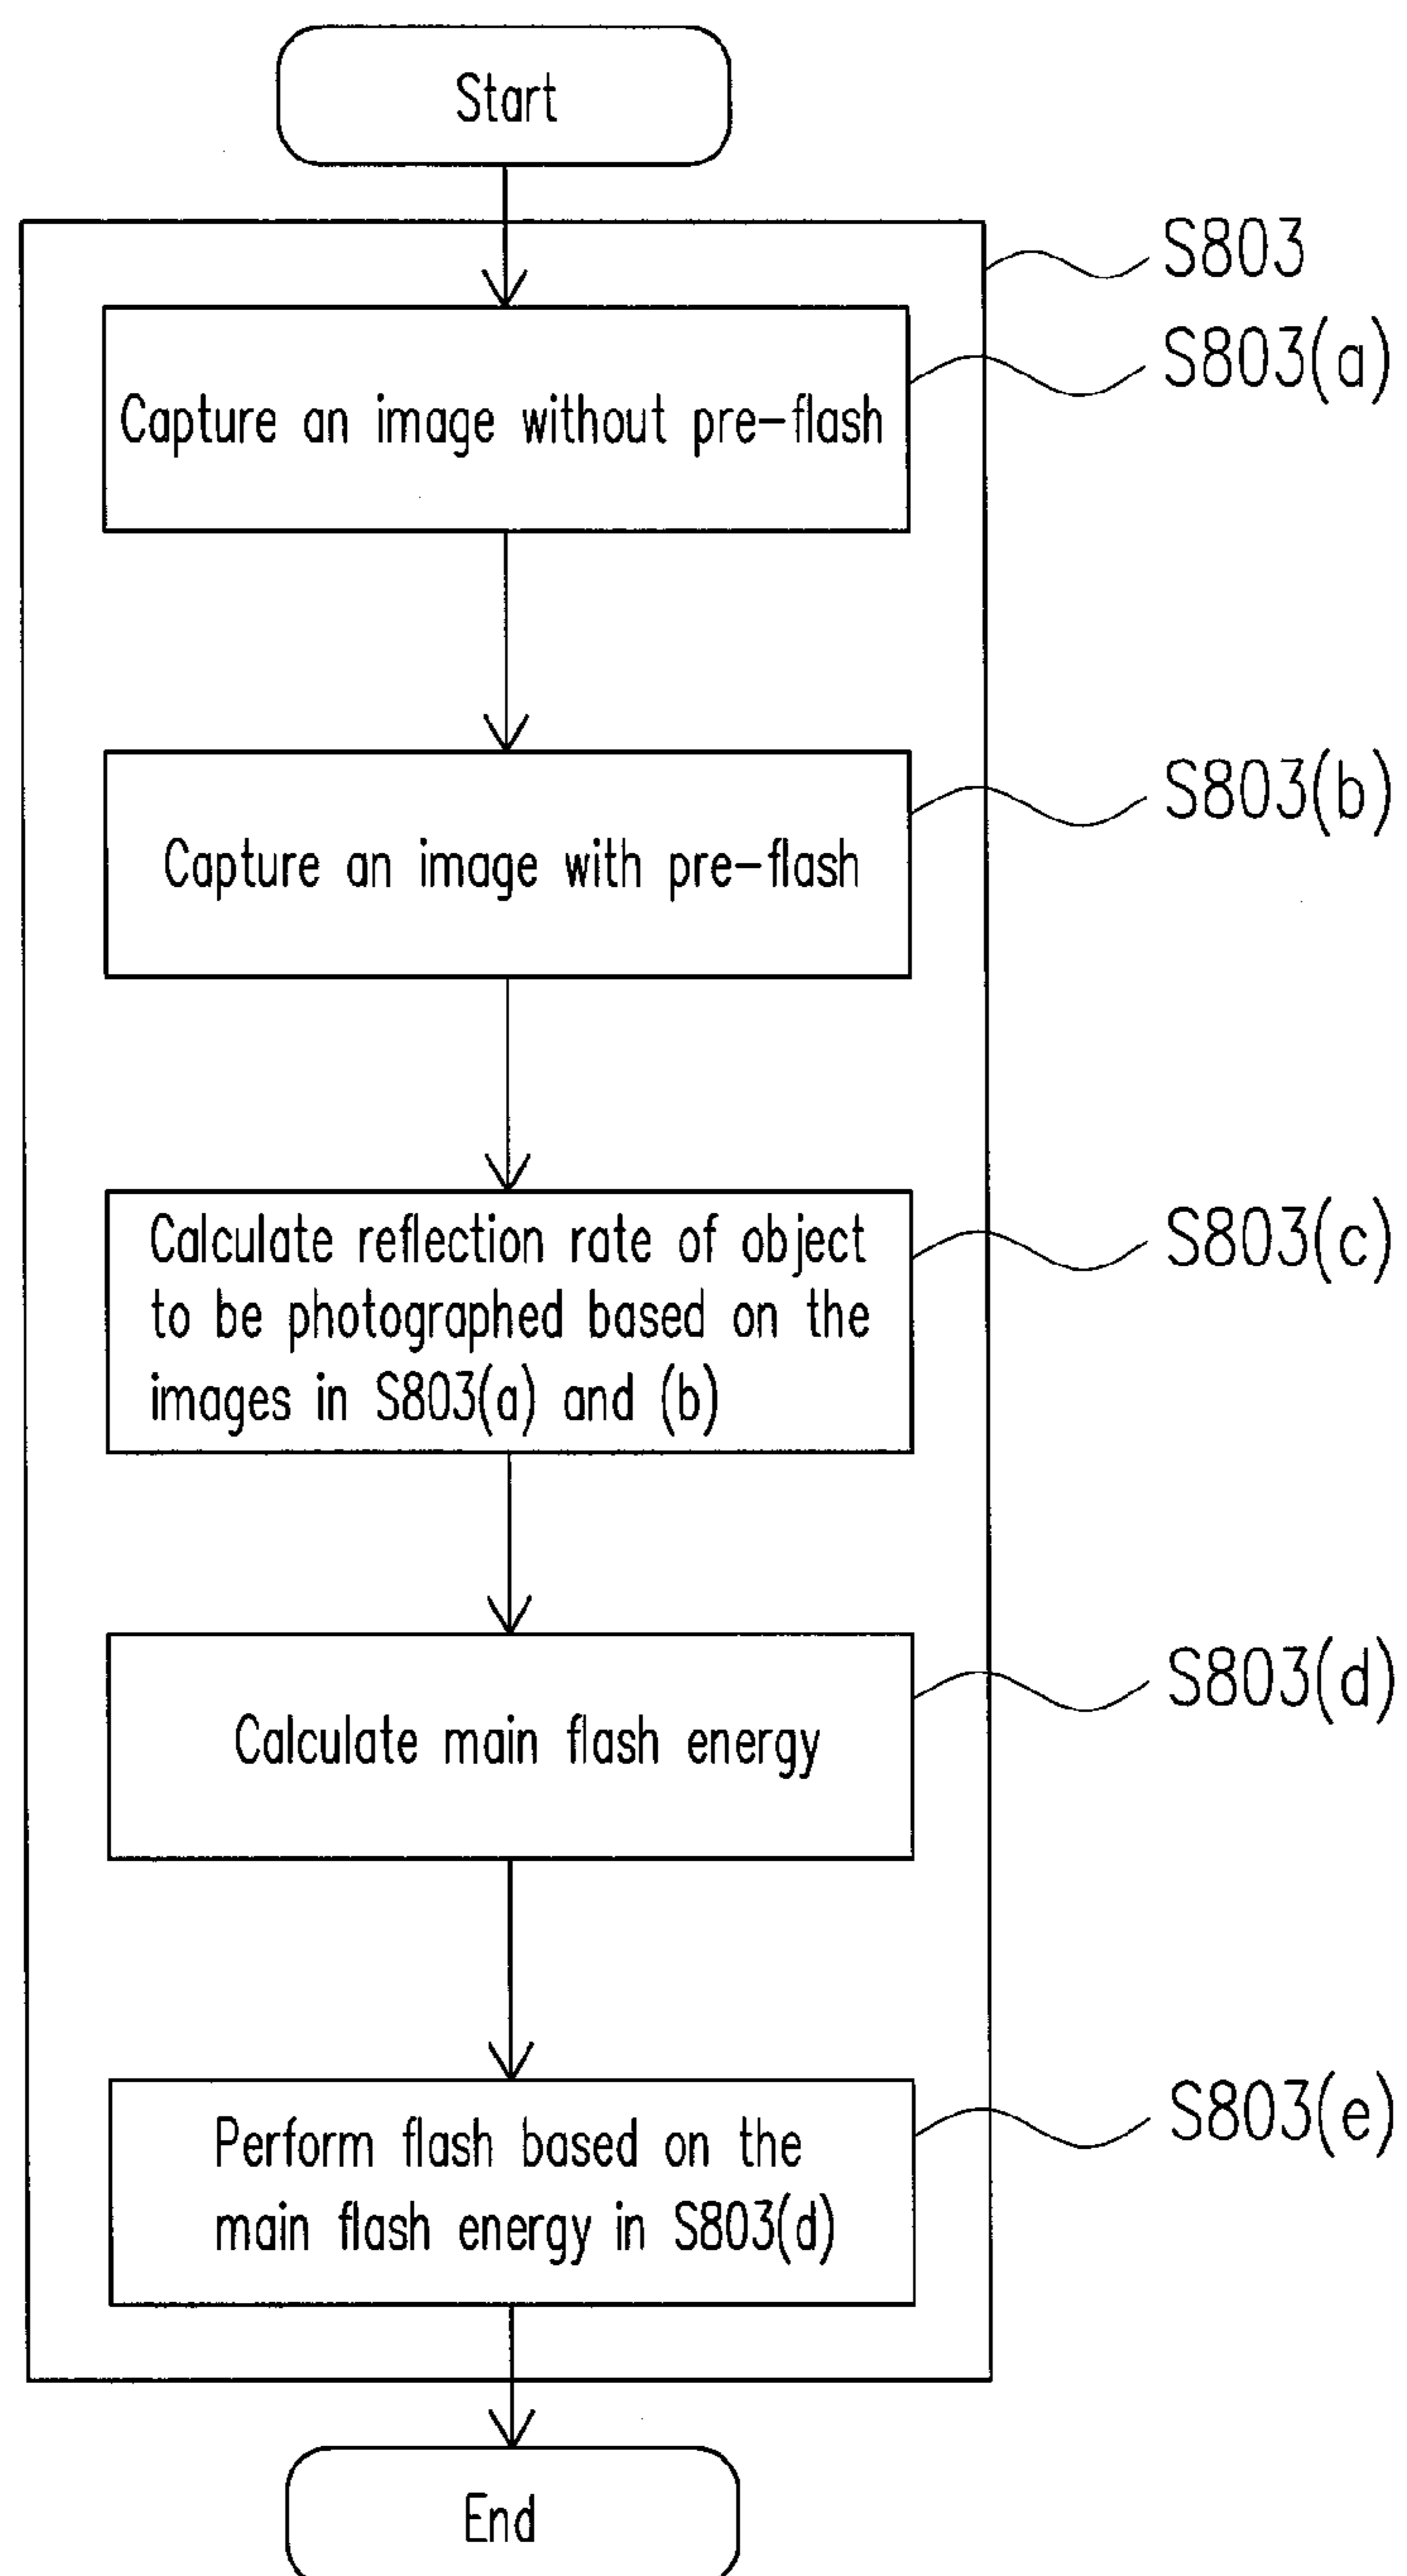 Start
S803
S803(a)
Capture an image without pre-flash
S803(b)
Capture an image with pre-flash
S803(c)
Calculate reflection rate of object
to be photographed based on the
images in S803(a) and (b)
S803(d)
Calculate main flash energy
S803(e)
Perform flash based on the
main flash energy in S803(d)
End